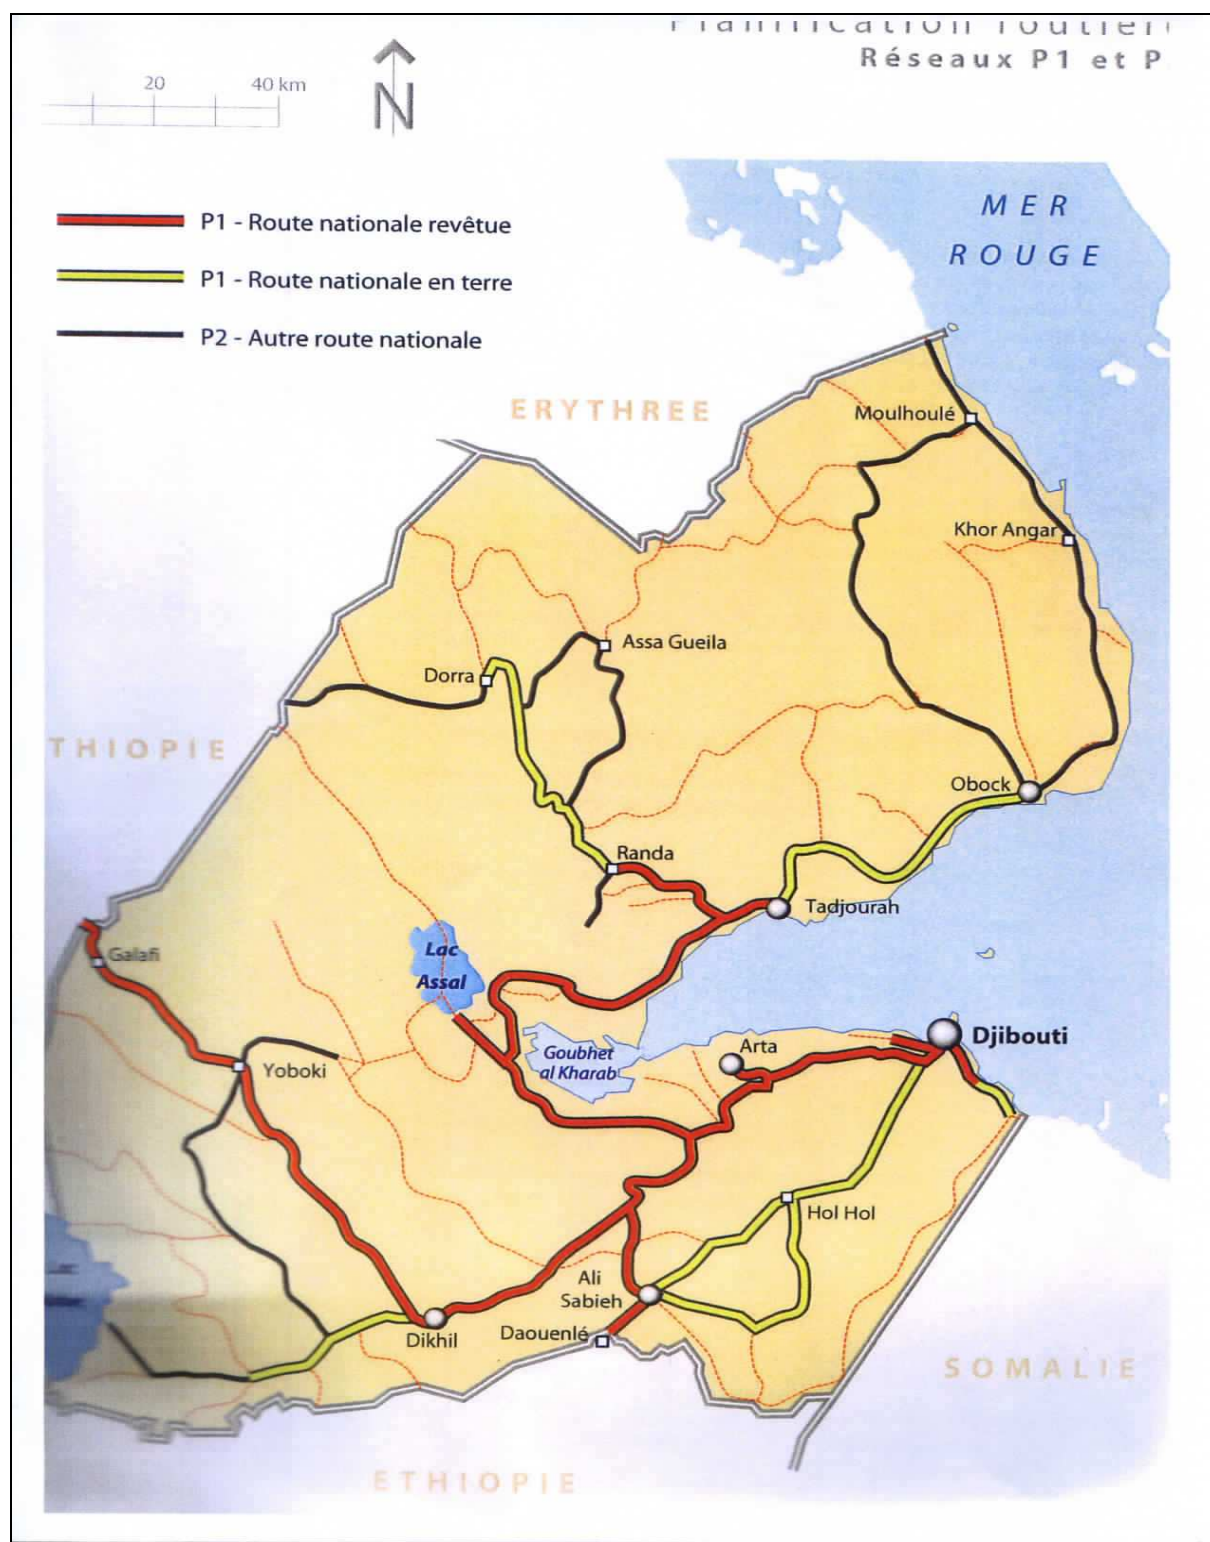 Planification routier
Réseaux P1 et P
20
40 km
N
P1 - Route nationale revêtue
P1 - Route nationale en terre
P2 - Autre route nationale
MER
ROUGE
ERYTHREE
Moulhoulé
Khor Angar
Assa Gueila
Dorra
THIOPIE
Obock
Randa
Tadjourah
Galafi
Lac
Assal
Djibouti
Goubhet
al Kharab
Arta
Yoboki
Hol Hol
Ali
Sabieh
Dikhil
Daouenlé
SOMALIE
ETHIOPIE